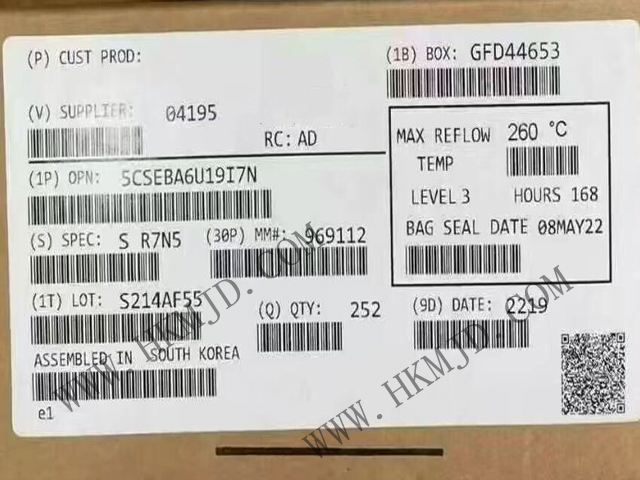 (P) CUST PROD:
(1B) BOX: GFD44653
(V) SUPPLIER: 04195
RC: AD
MAX REFLOW 260 °C
TEMP
LEVEL 3 HOURS 168
BAG SEAL DATE 08MAY22
(1P) OPN: 5CSEBA6U19I7N
(S) SPEC: S R7N5
(30P) MM#: 969112
(1T) LOT: S214AF55
(Q) QTY: 252
(9D) DATE: 2219
ASSEMBLED IN SOUTH KOREA
e1
WWW.HKMJD.COM
WWW.HKMJD.COM